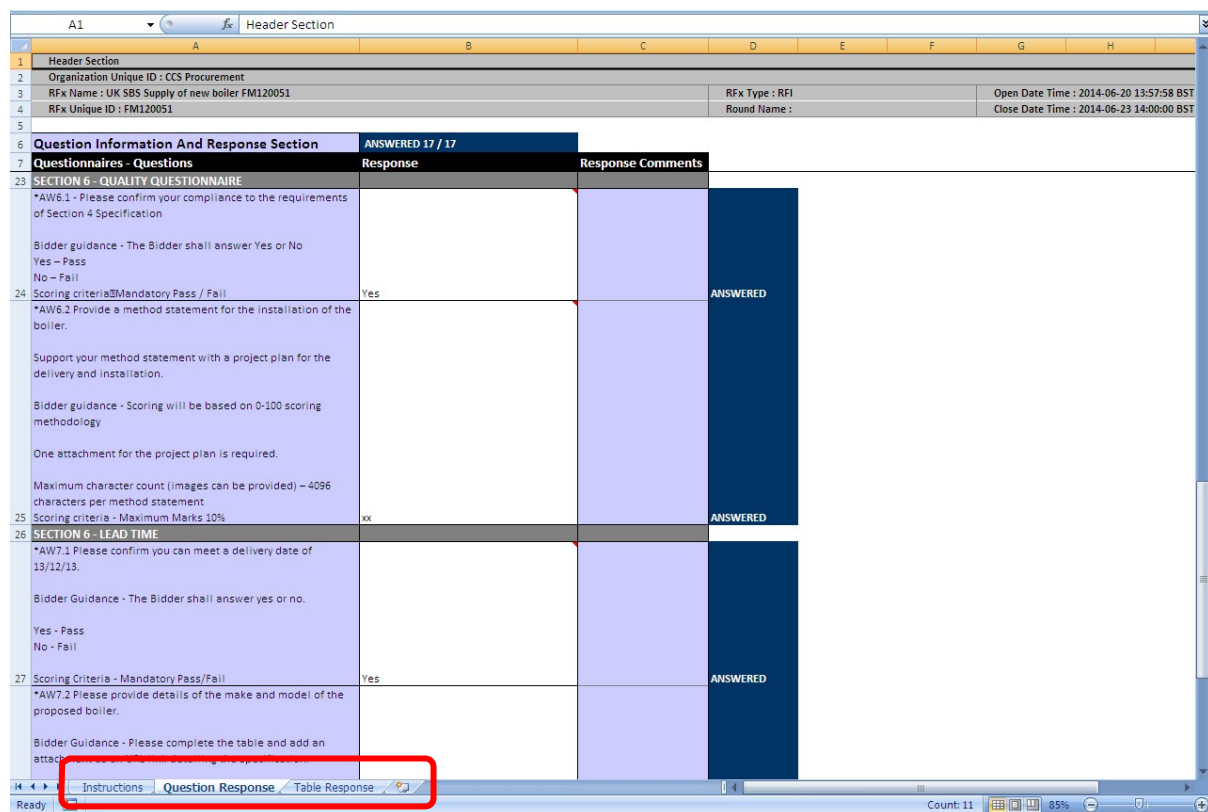 A1 fx Header Section
A B C D E F G H
1 Header Section
2 Organization Unique ID : CCS Procurement
3 RFx Name : UK SBS Supply of new boiler FM120051 RFx Type : RFI Open Date Time : 2014-06-20 13:57:58 BST
4 RFx Unique ID : FM120051 Round Name : Close Date Time : 2014-06-23 14:00:00 BST
5
6 Question Information And Response Section ANSWERED 17 / 17
7 Questionnaires - Questions Response Response Comments
23 SECTION 6 - QUALITY QUESTIONNAIRE
*AW6.1 - Please confirm your compliance to the requirements
of Section 4 Specification
Bidder guidance - The Bidder shall answer Yes or No
Yes – Pass
No – Fail
24 Scoring criteria Mandatory Pass / Fail Yes ANSWERED
*AW6.2 Provide a method statement for the installation of the
boiler.
Support your method statement with a project plan for the
delivery and installation.
Bidder guidance - Scoring will be based on 0-100 scoring
methodology
One attachment for the project plan is required.
Maximum character count (images can be provided) – 4096
characters per method statement
25 Scoring criteria - Maximum Marks 10% xx ANSWERED
26 SECTION 6 - LEAD TIME
*AW7.1 Please confirm you can meet a delivery date of
13/12/13.
Bidder Guidance - The Bidder shall answer yes or no.
Yes - Pass
No - Fail
27 Scoring Criteria - Mandatory Pass/Fail Yes ANSWERED
*AW7.2 Please provide details of the make and model of the
proposed boiler.
Bidder Guidance - Please complete the table and add an
Instructions Question Response Table Response
Ready Count: 11 85%